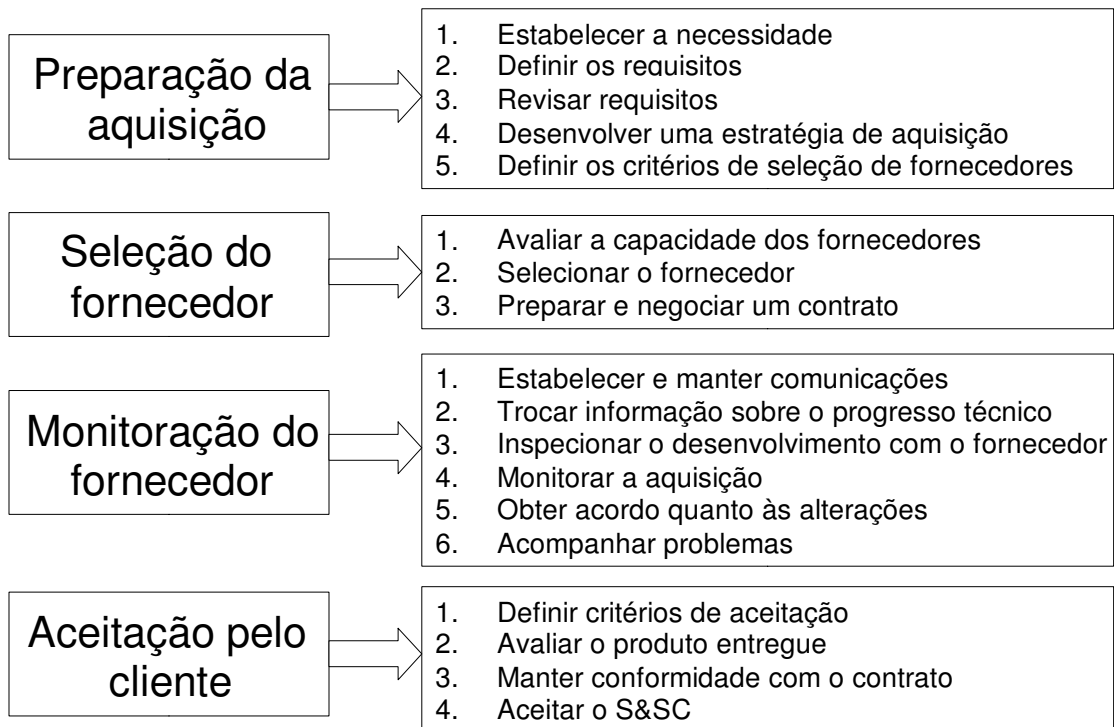 Preparação da
aquisição
1. Estabelecer a necessidade
2. Definir os requisitos
3. Revisar requisitos
4. Desenvolver uma estratégia de aquisição
5. Definir os critérios de seleção de fornecedores
Seleção do
fornecedor
1. Avaliar a capacidade dos fornecedores
2. Selecionar o fornecedor
3. Preparar e negociar um contrato
Monitoração do
fornecedor
1. Estabelecer e manter comunicações
2. Trocar informação sobre o progresso técnico
3. Inspecionar o desenvolvimento com o fornecedor
4. Monitorar a aquisição
5. Obter acordo quanto às alterações
6. Acompanhar problemas
Aceitação pelo
cliente
1. Definir critérios de aceitação
2. Avaliar o produto entregue
3. Manter conformidade com o contrato
4. Aceitar o S&SC